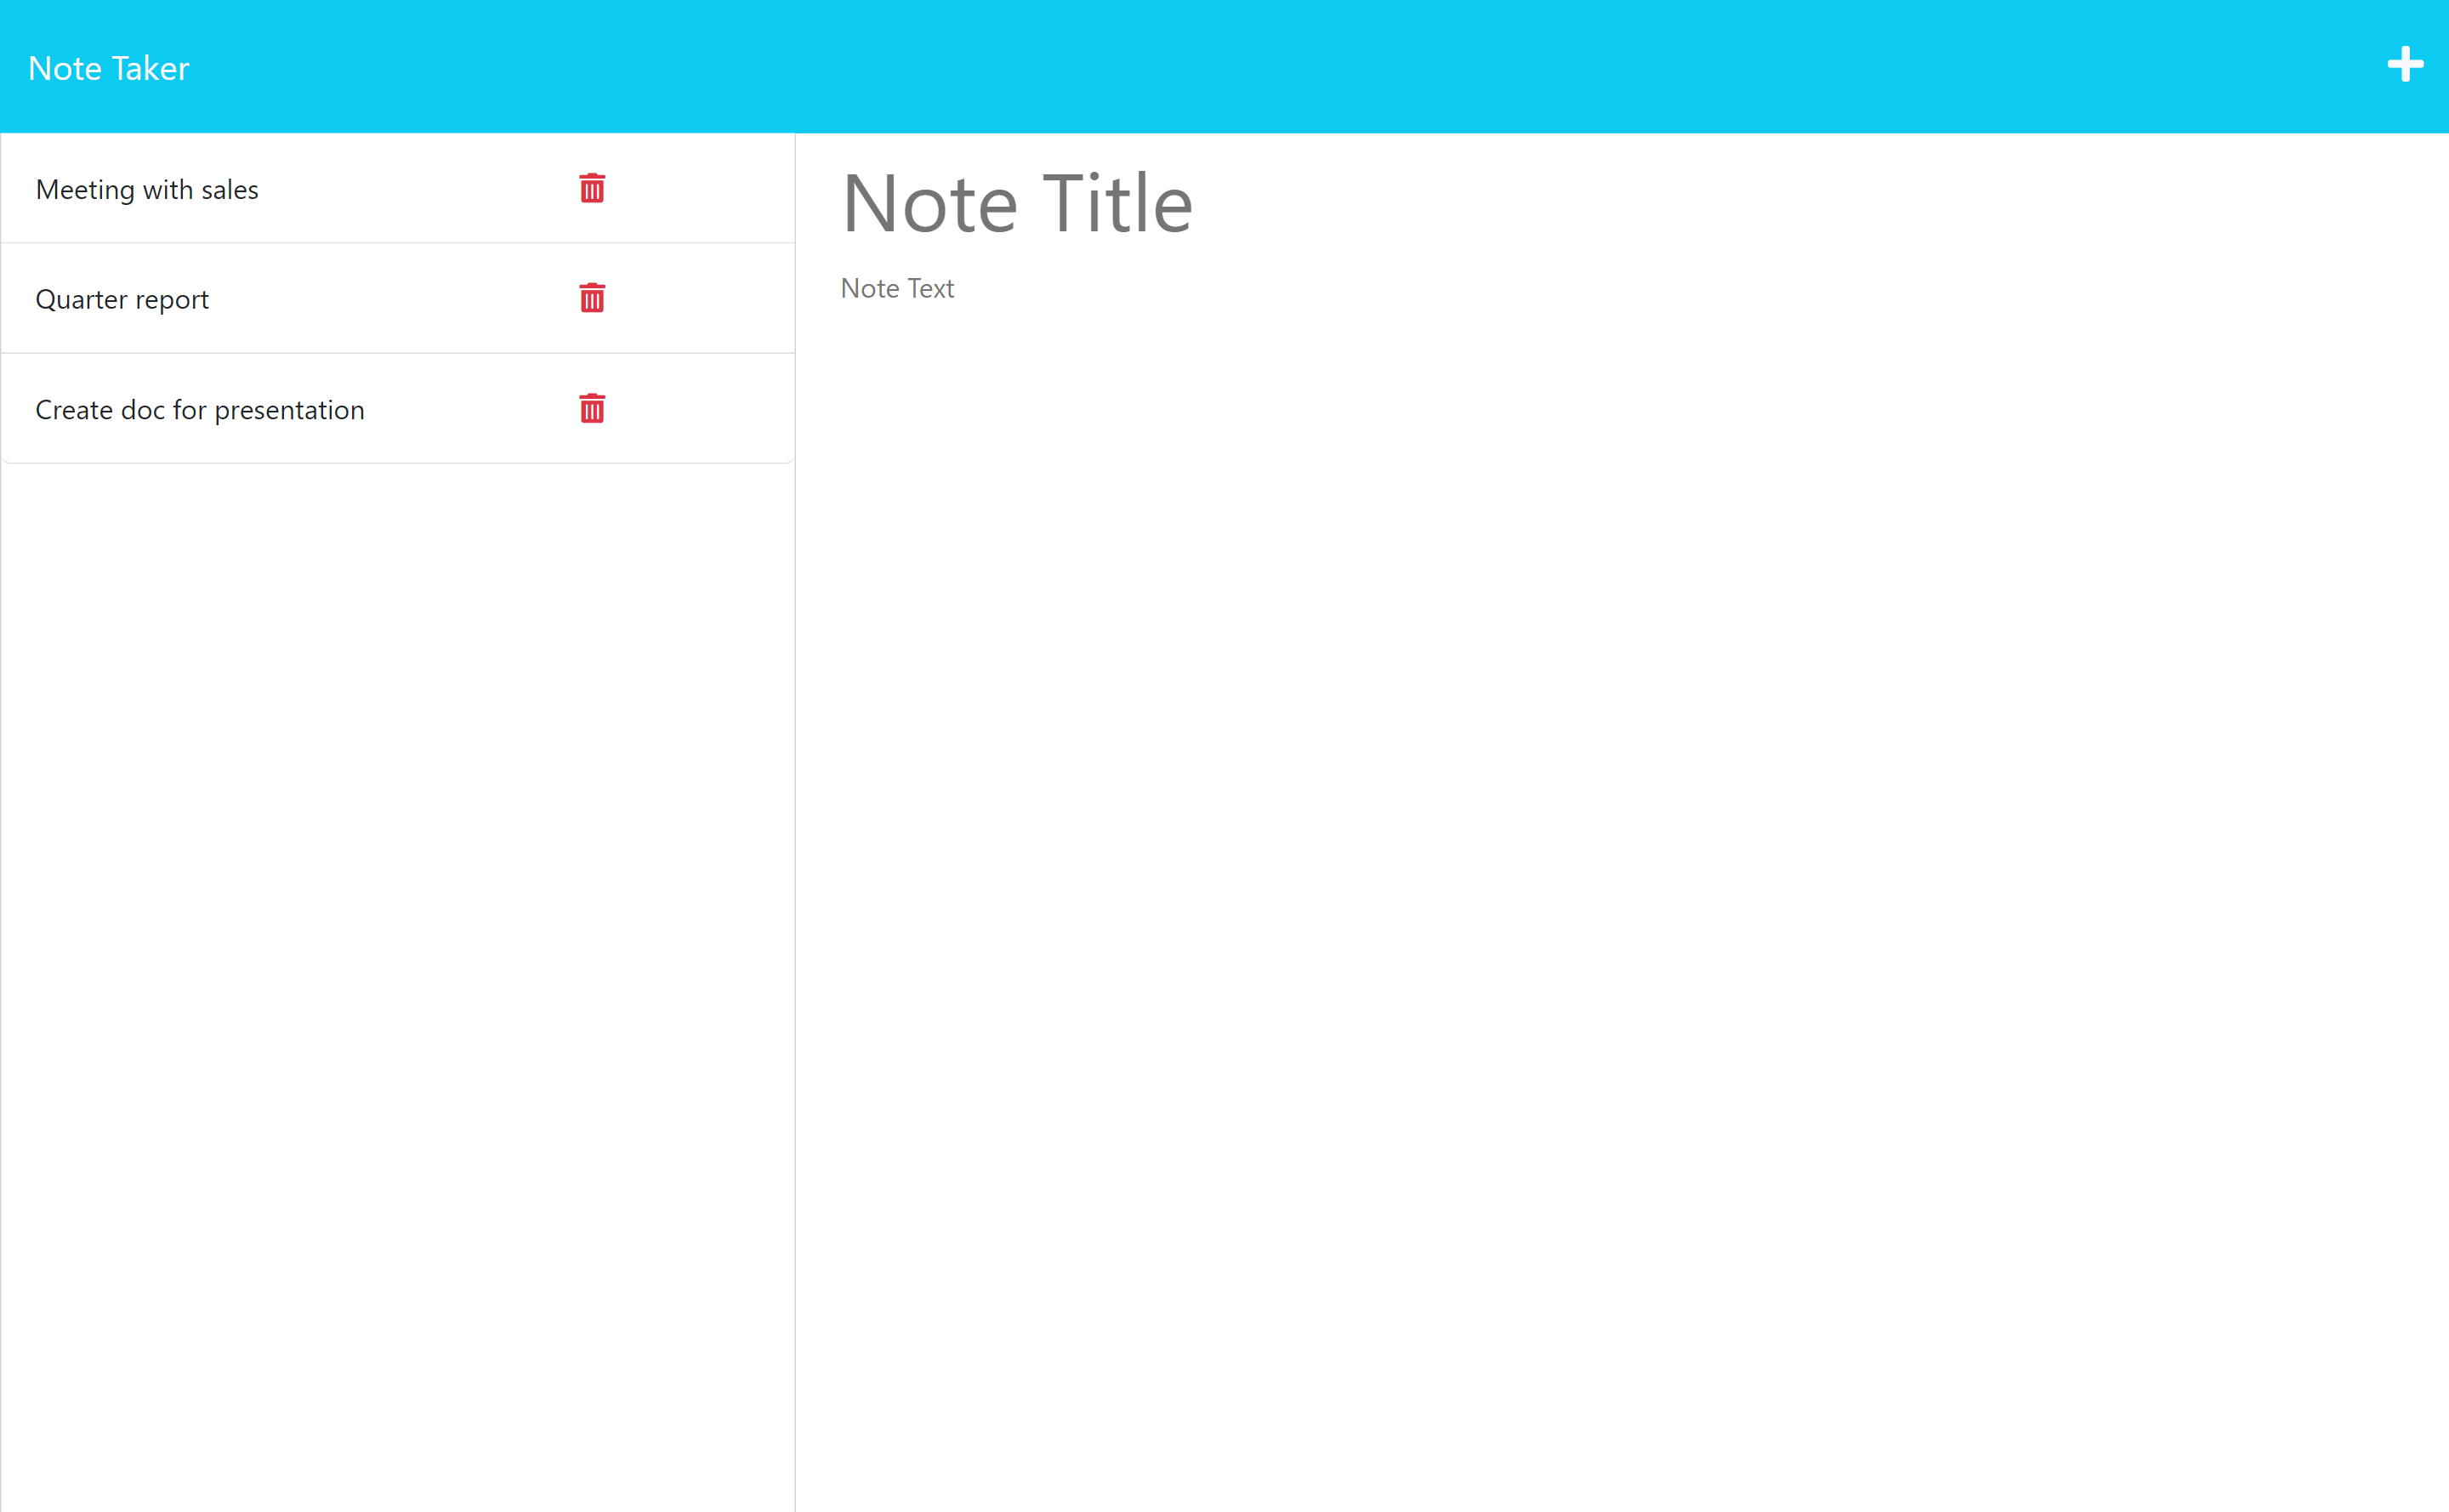 Note Taker
Meeting with sales
Quarter report
Create doc for presentation
Note Title
Note Text